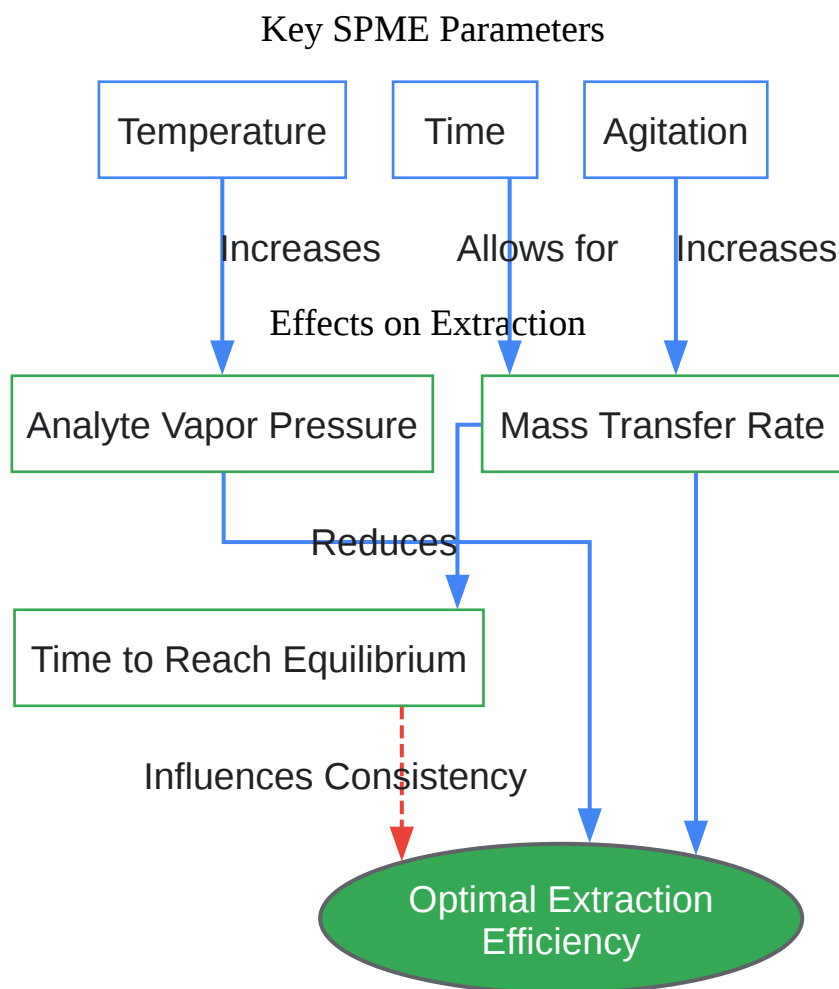 Key SPME Parameters
Temperature
Time
Agitation
Increases
Allows for
Increases
Effects on Extraction
Analyte Vapor Pressure
Mass Transfer Rate
Reduces
Time to Reach Equilibrium
Influences Consistency
Optimal Extraction
Efficiency